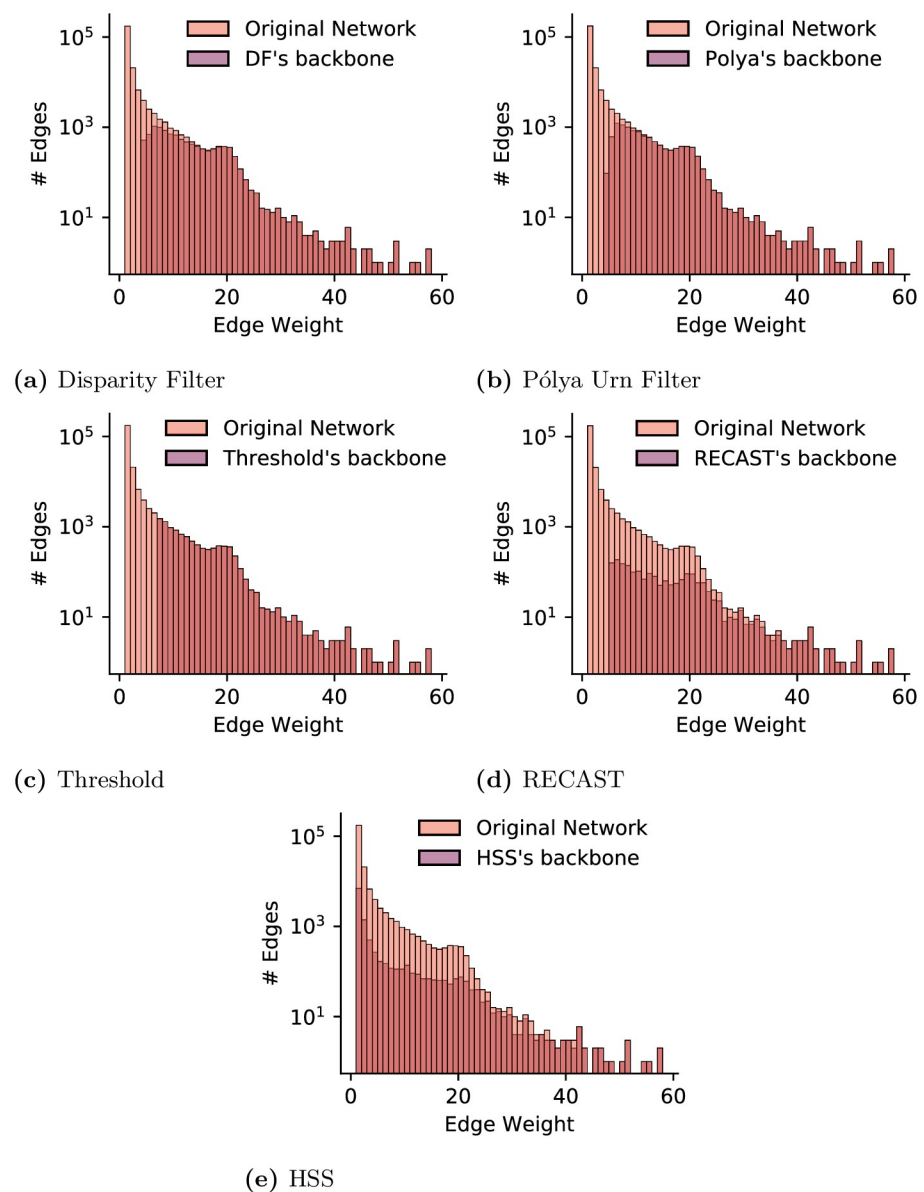 Original Network
DF's backbone
10^5
10^3
10^1
# Edges
0 20 40 60
Edge Weight
(a) Disparity Filter
Original Network
Polya's backbone
10^5
10^3
10^1
# Edges
0 20 40 60
Edge Weight
(b) Pólya Urn Filter
Original Network
Threshold's backbone
10^5
10^3
10^1
# Edges
0 20 40 60
Edge Weight
(c) Threshold
Original Network
RECAST's backbone
10^5
10^3
10^1
# Edges
0 20 40 60
Edge Weight
(d) RECAST
Original Network
HSS's backbone
10^5
10^3
10^1
# Edges
0 20 40 60
Edge Weight
(e) HSS